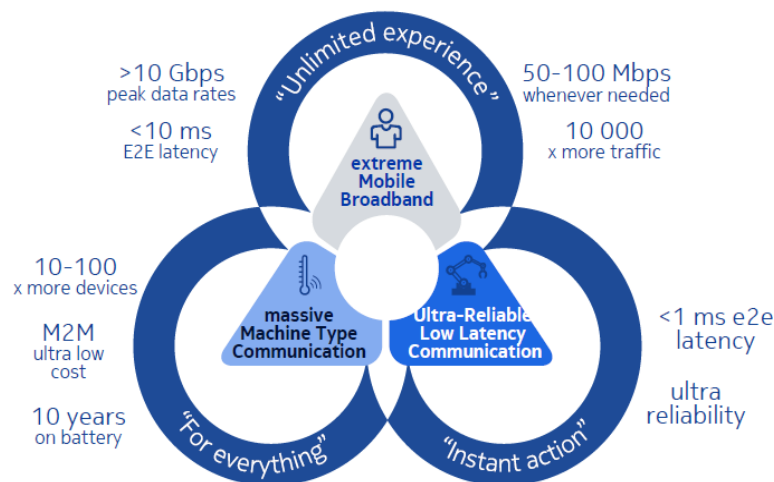 “Unlimited experience”
>10 Gbps
peak data rates
<10 ms
E2E latency
50-100 Mbps
whenever needed
10 000
x more traffic
extreme
Mobile
Broadband
10-100
x more devices
M2M
ultra low
cost
10 years
on battery
massive
Machine Type
Communication
“For everything”
Ultra-Reliable
Low Latency
Communication
<1 ms e2e
latency
ultra
reliability
“Instant action”